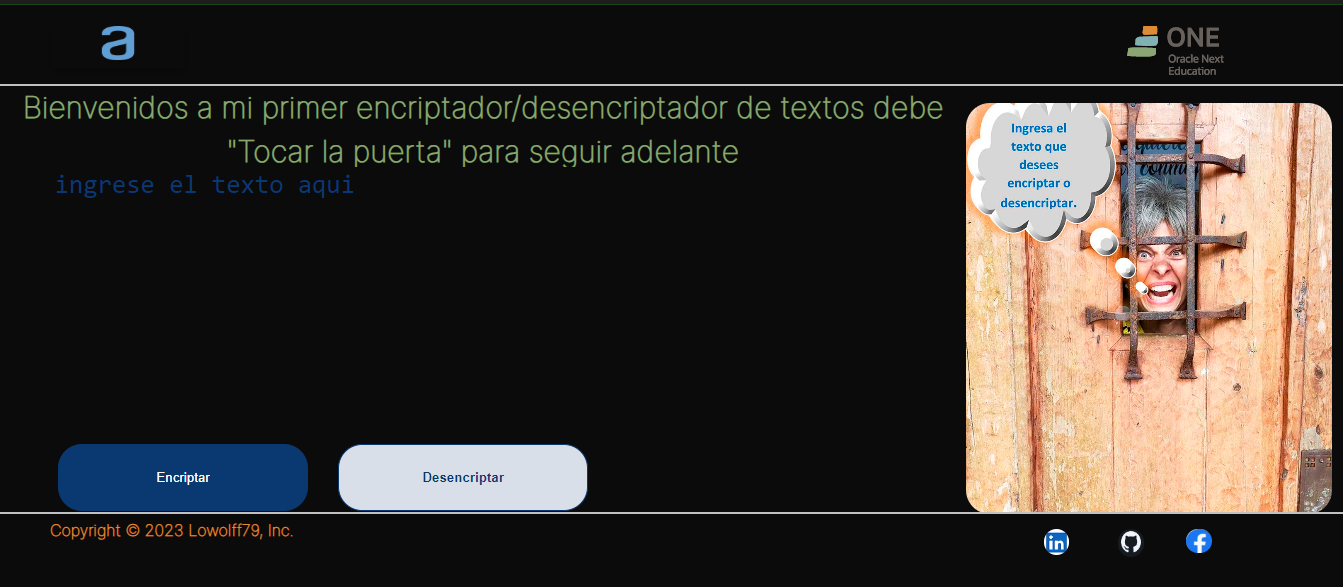 a
ONE
Oracle Next
Education
Bienvenidos a mi primer encriptador/desencriptador de textos debe
"Tocar la puerta" para seguir adelante
ingrese el texto aqui
Ingresa el
texto que
desees
encriptar o
desencriptar.
Encriptar
Desencriptar
Copyright © 2023 Lowolff79, Inc.
in
f